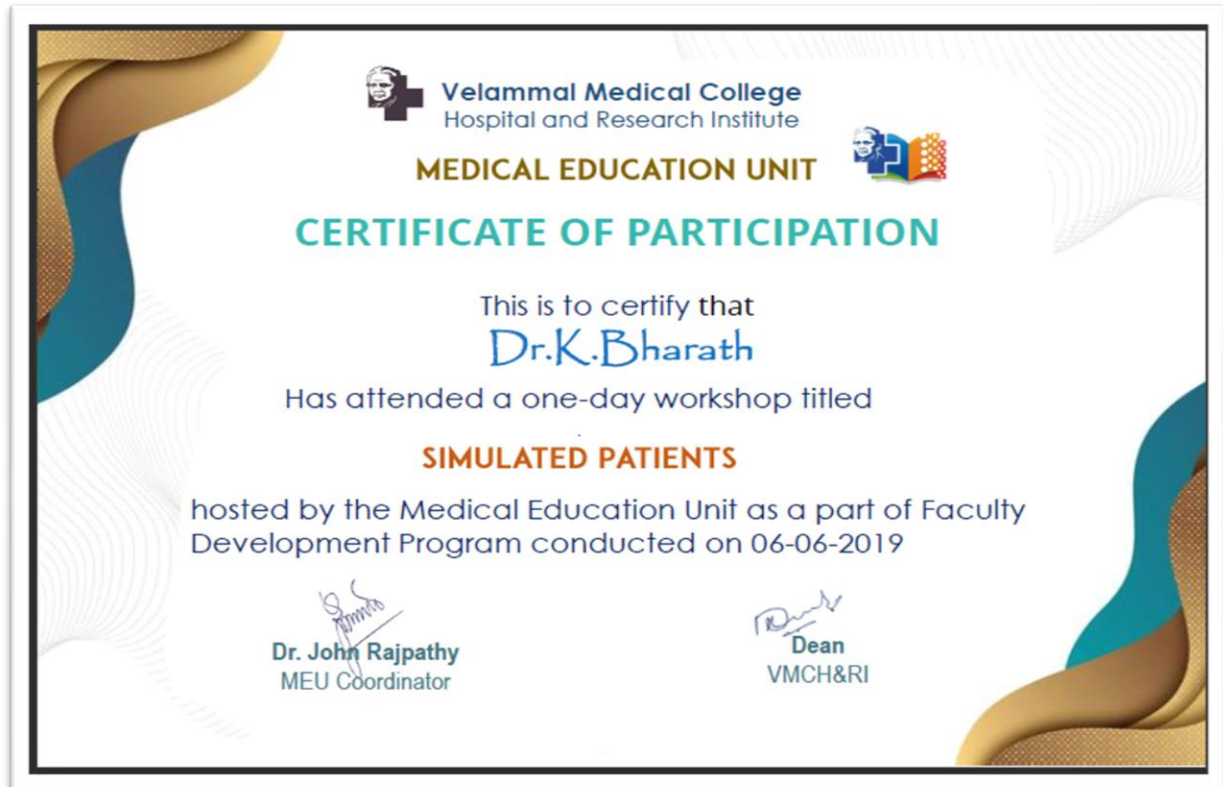 Velammal Medical College
Hospital and Research Institute
MEDICAL EDUCATION UNIT
CERTIFICATE OF PARTICIPATION
This is to certify that
Dr.K.Bharath
Has attended a one-day workshop titled
SIMULATED PATIENTS
hosted by the Medical Education Unit as a part of Faculty
Development Program conducted on 06-06-2019
Dr. John Rajpathy
MEU Coordinator
Dean
VMCH&RI